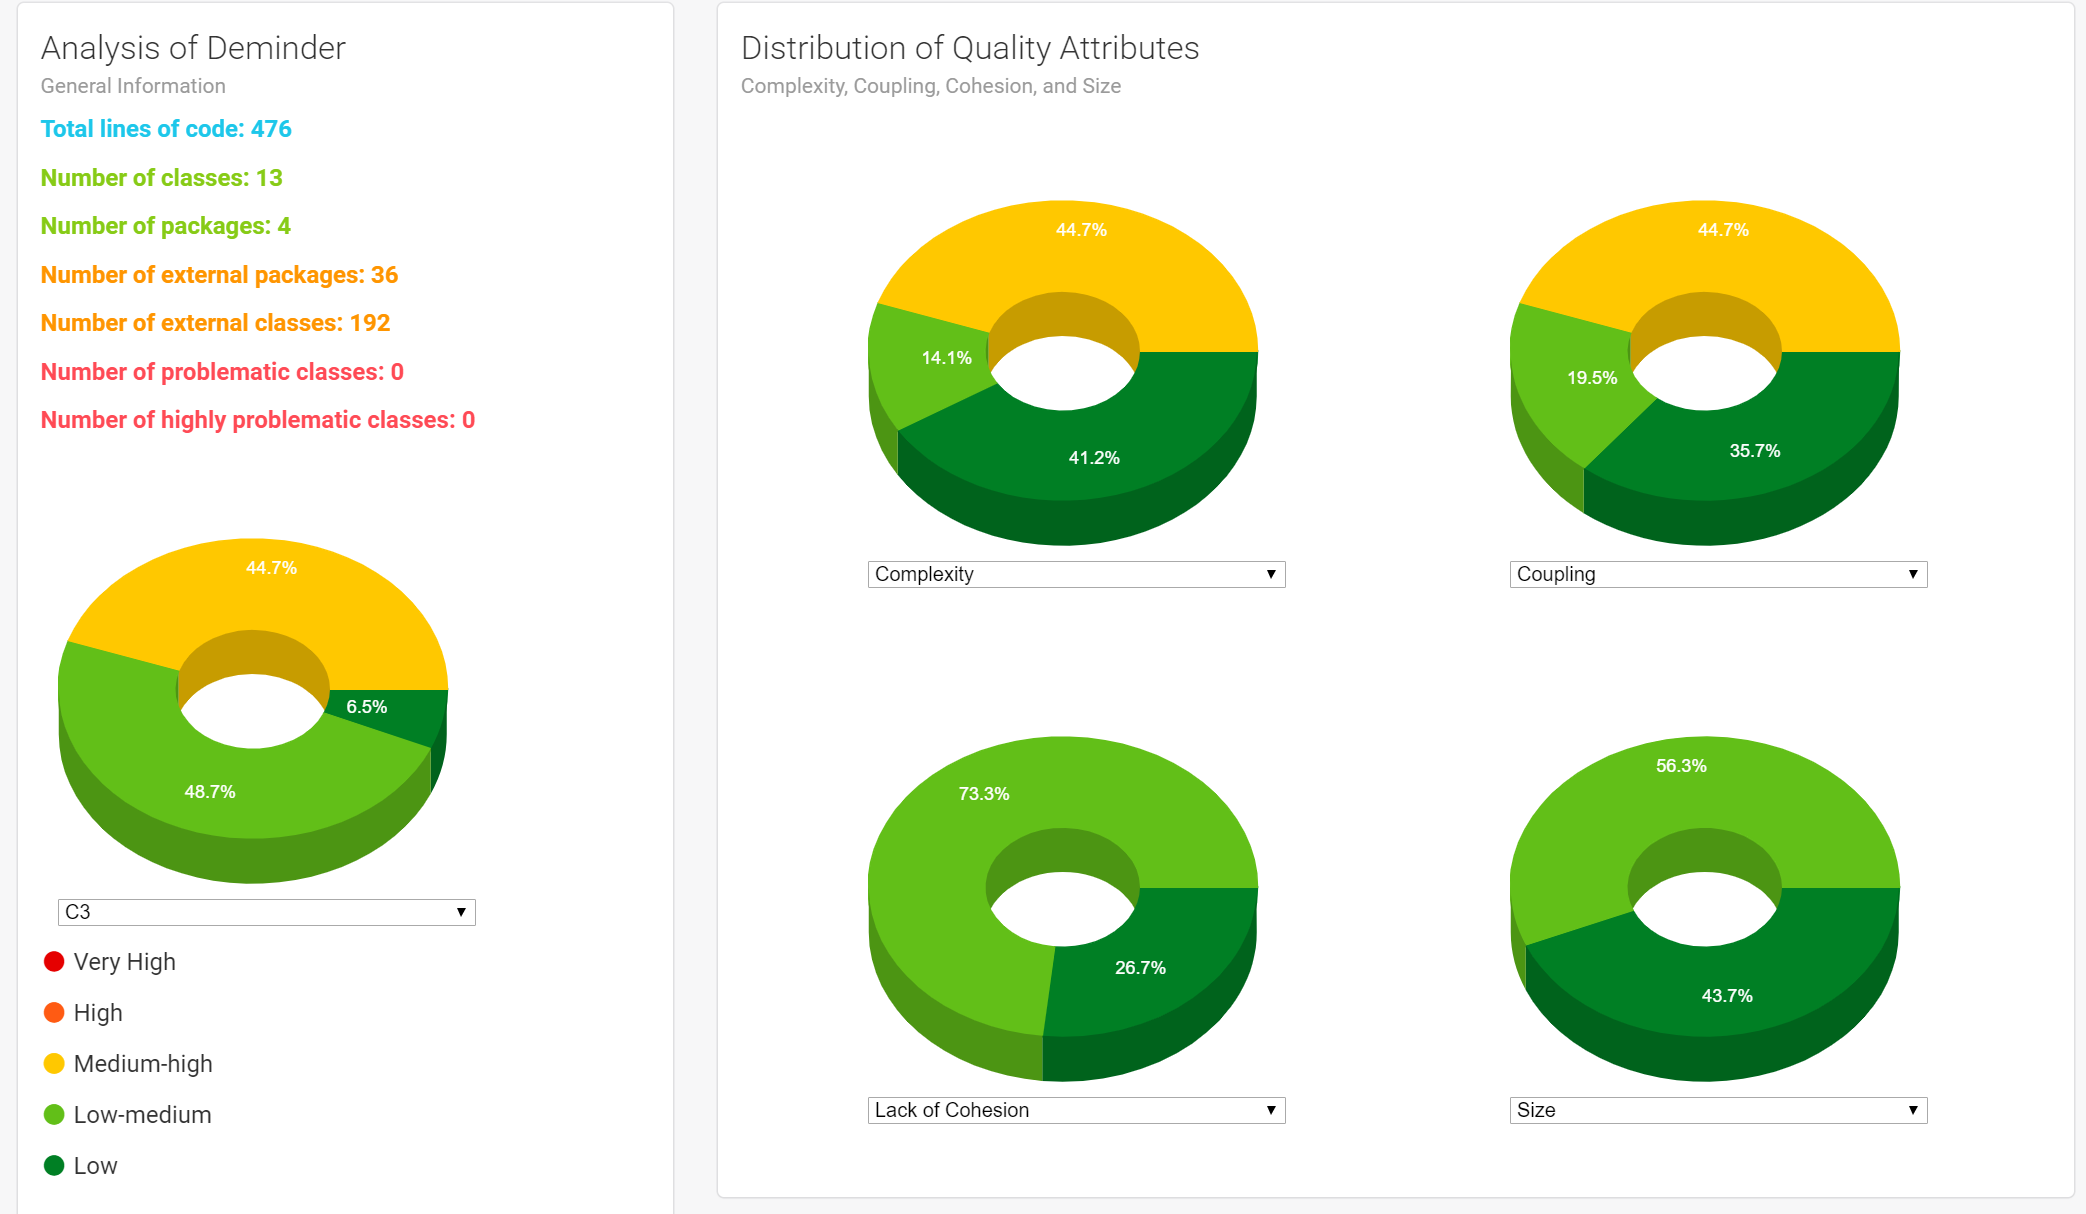 Analysis of Deminder
General Information
Total lines of code: 476
Number of classes: 13
Number of packages: 4
Number of external packages: 36
Number of external classes: 192
Number of problematic classes: 0
Number of highly problematic classes: 0
44.7%
6.5%
48.7%
C3
Very High
High
Medium-high
Low-medium
Low
Distribution of Quality Attributes
Complexity, Coupling, Cohesion, and Size
44.7%
14.1%
41.2%
Complexity
44.7%
19.5%
35.7%
Coupling
73.3%
26.7%
Lack of Cohesion
56.3%
43.7%
Size